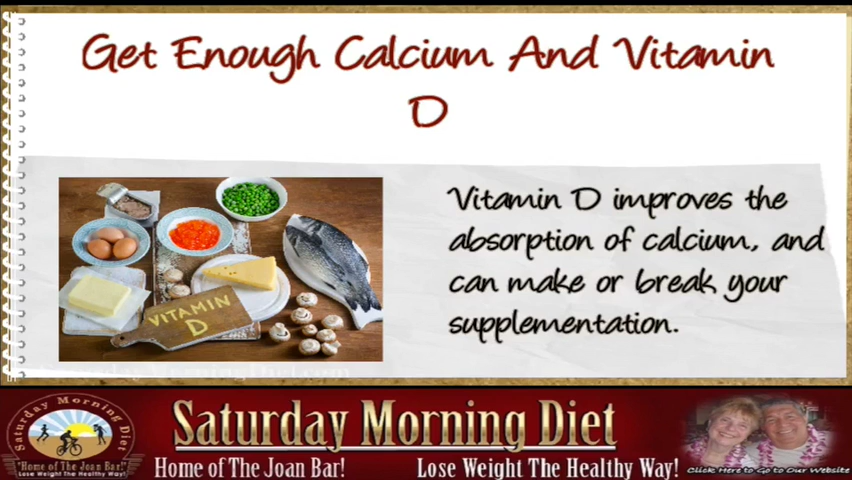 Get Enough Calcium And Vitamin
D
Vitamin D improves the
absorption of calcium, and
can make or break your
supplementation.
VITAMIN
D
Saturday Morning Diet
"Home of The Joan Bar!"
Lose Weight The Healthy Way!
Saturday Morning Diet
Home of The Joan Bar!
Lose Weight The Healthy Way!
Click Here to Go to Our Website